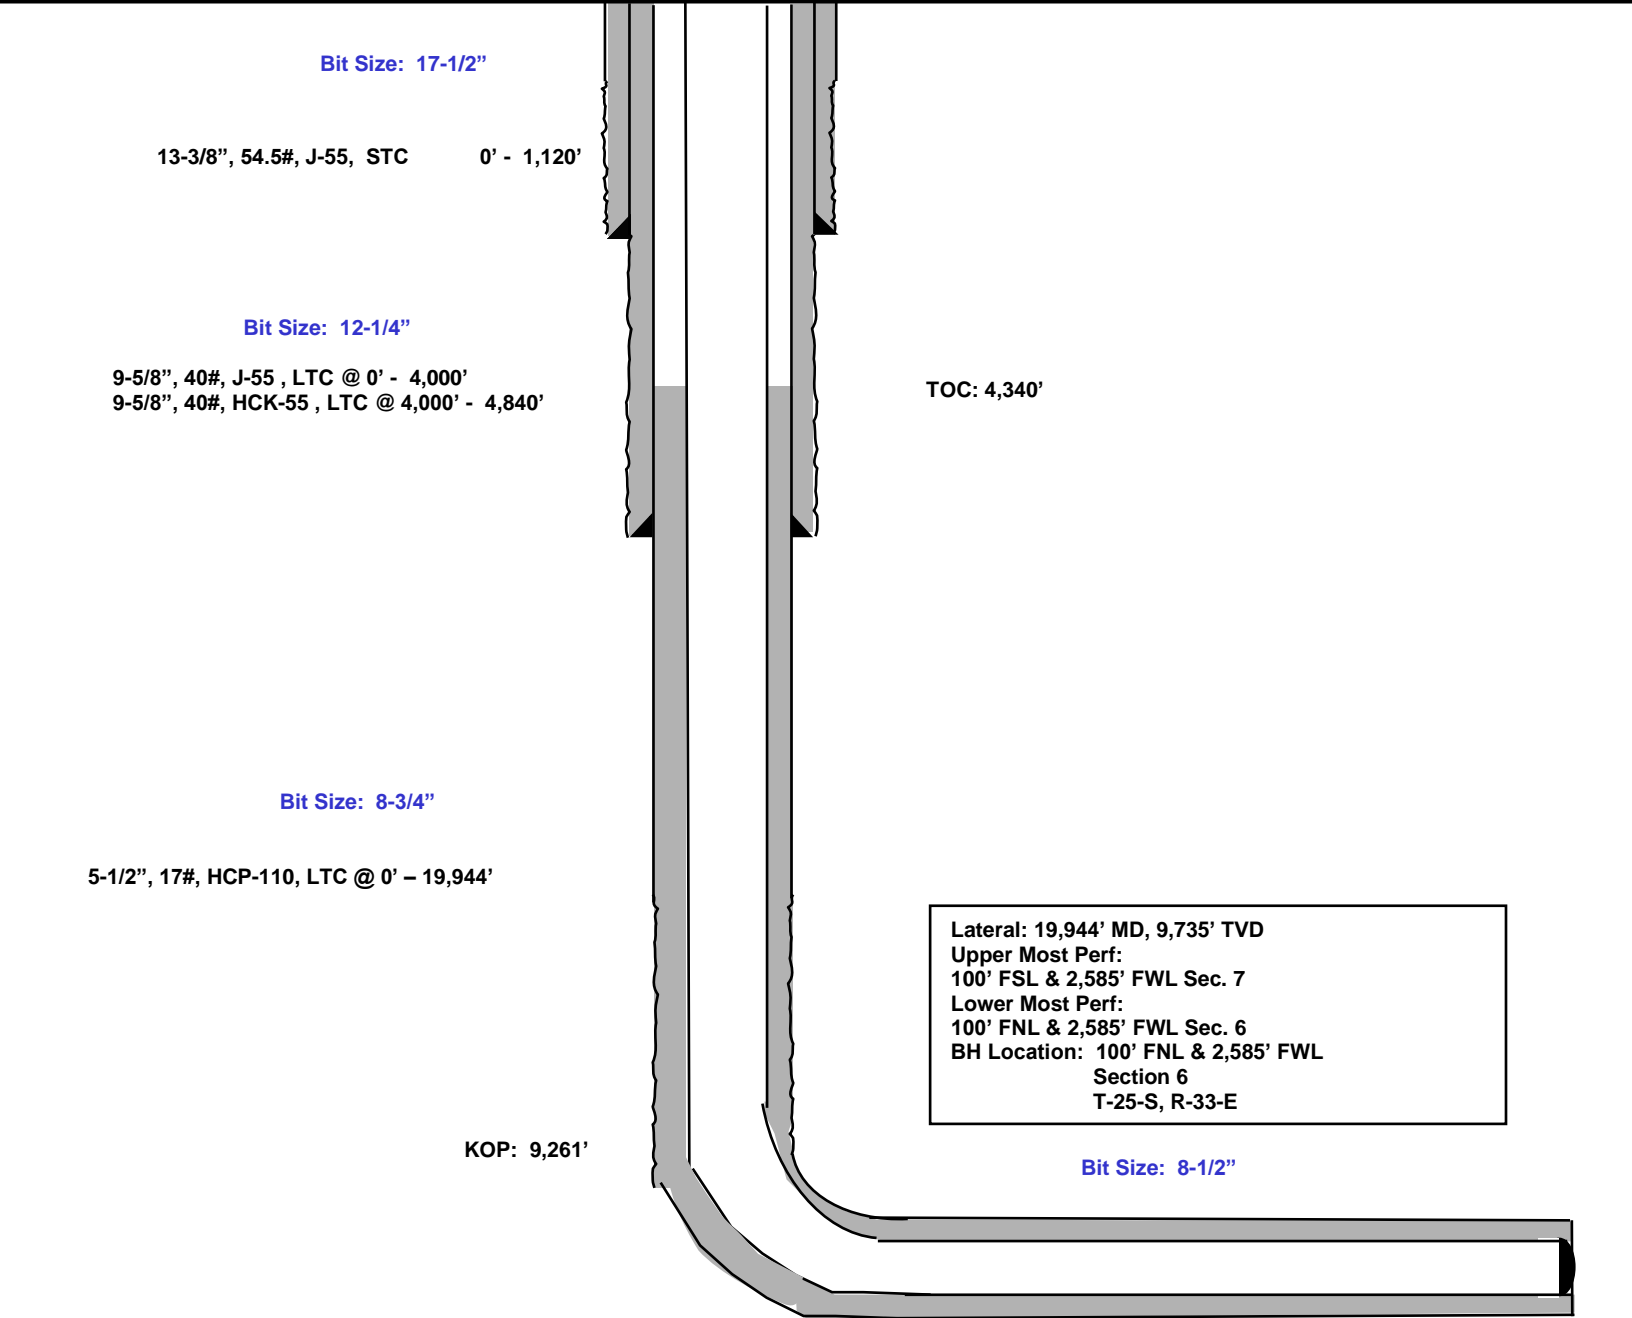 Bit Size: 17-1/2”
13-3/8”, 54.5#, J-55, STC 0’ - 1,120’
Bit Size: 12-1/4”
9-5/8”, 40#, J-55 , LTC @ 0’ - 4,000’
9-5/8”, 40#, HCK-55 , LTC @ 4,000’ - 4,840’
TOC: 4,340’
Bit Size: 8-3/4”
5-1/2”, 17#, HCP-110, LTC @ 0’ – 19,944’
Lateral: 19,944’ MD, 9,735’ TVD
Upper Most Perf:
100’ FSL & 2,585’ FWL Sec. 7
Lower Most Perf:
100’ FNL & 2,585’ FWL Sec. 6
BH Location: 100’ FNL & 2,585’ FWL
Section 6
T-25-S, R-33-E
KOP: 9,261’
Bit Size: 8-1/2”